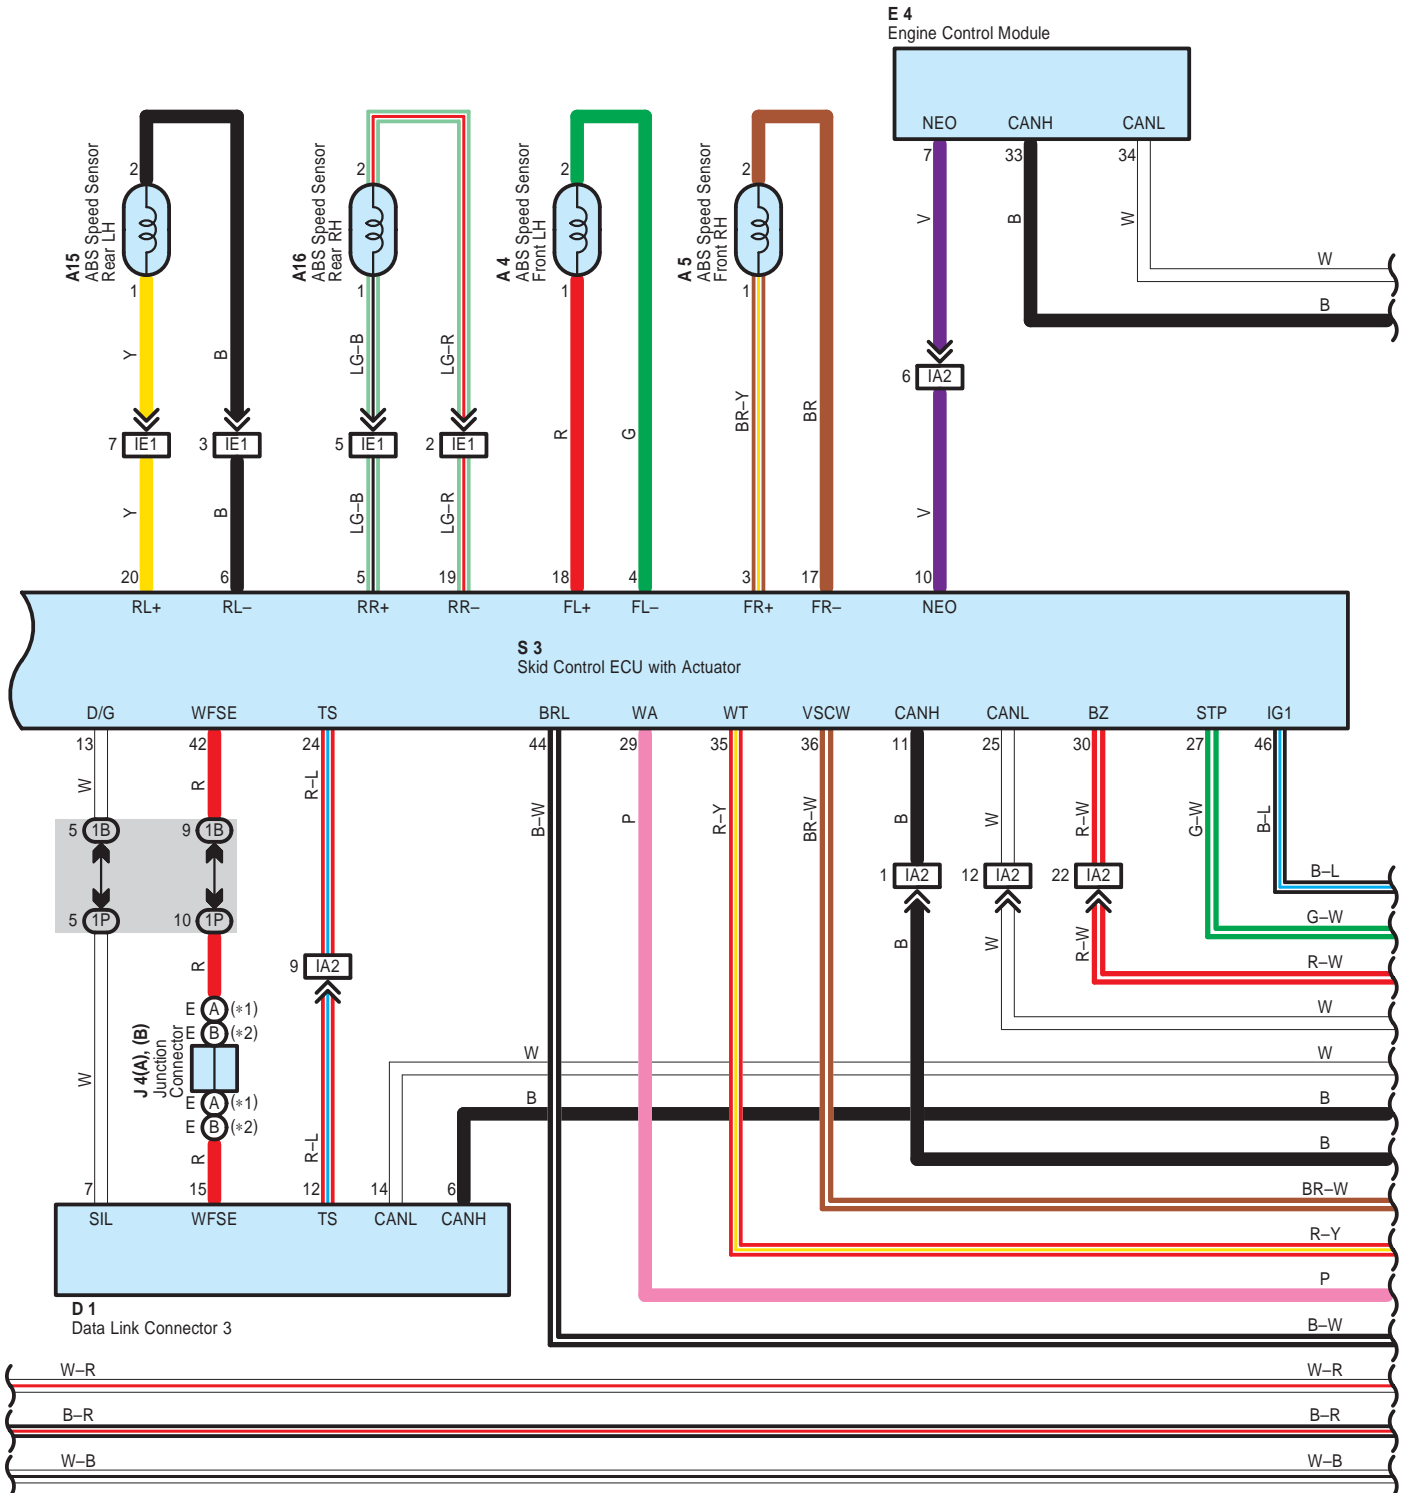 E 4
Engine Control Module
NEO CANH CANL
7 33 34
V B W
W
B
6 IA2
V
10
A15
ABS Speed Sensor
Rear LH
2
1
Y B
7 IE1 3 IE1
Y B
20 6
A16
ABS Speed Sensor
Rear RH
2
1
LG–B LG–R
5 IE1 2 IE1
LG–B LG–R
5 19
A 4
ABS Speed Sensor
Front LH
2
1
R G
18 4
A 5
ABS Speed Sensor
Front RH
2
1
BR–Y BR
3 17
RL+ RL– RR+ RR– FL+ FL– FR+ FR– NEO
S 3
Skid Control ECU with Actuator
D/G WFSE TS BRL WA WT VSCW CANH CANL BZ STP IG1
13 42 24 44 29 35 36 11 25 30 27 46
W R R–L B–W P R–Y BR–W B W R–W G–W B–L
5 1B 9 1B
1 IA2 12 IA2 22 IA2
B–L
5 1P 10 1P
G–W
B W R–W
R
9 IA2
R–W
E A (*1)
W
E B (*2)
J 4(A), (B)
Junction
Connector
W
W W
E A (*1)
B B
E B (*2)
R R–L
B
7 15 12 14 6
BR–W
SIL WFSE TS CANL CANH
R–Y
P
D 1
Data Link Connector 3
B–W
W–R W–R
B–R B–R
W–B W–B